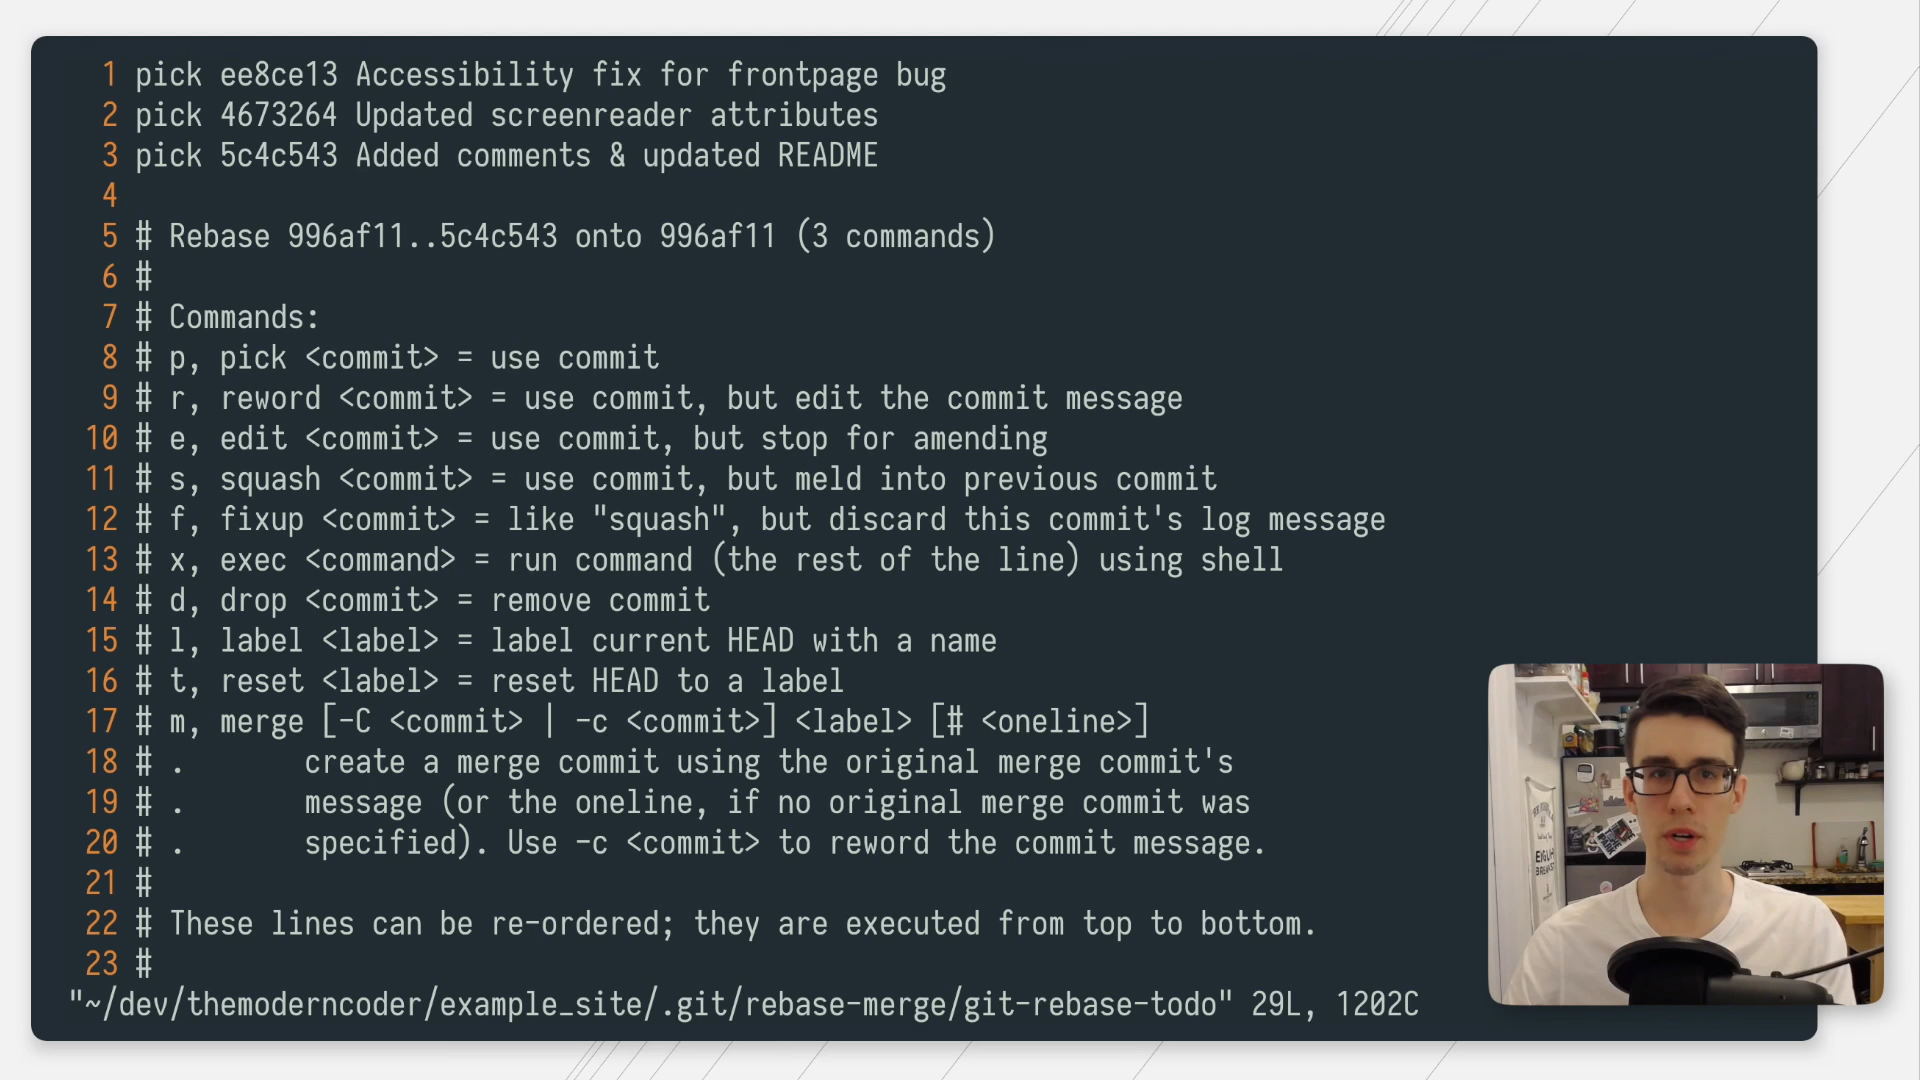 1 pick ee8ce13 Accessibility fix for frontpage bug
2 pick 4673264 Updated screenreader attributes
3 pick 5c4c543 Added comments & updated README
4
5 # Rebase 996af11..5c4c543 onto 996af11 (3 commands)
6 #
7 # Commands:
8 # p, pick <commit> = use commit
9 # r, reword <commit> = use commit, but edit the commit message
10 # e, edit <commit> = use commit, but stop for amending
11 # s, squash <commit> = use commit, but meld into previous commit
12 # f, fixup <commit> = like "squash", but discard this commit's log message
13 # x, exec <command> = run command (the rest of the line) using shell
14 # d, drop <commit> = remove commit
15 # l, label <label> = label current HEAD with a name
16 # t, reset <label> = reset HEAD to a label
17 # m, merge [-C <commit> | -c <commit>] <label> [# <oneline>]
18 # .       create a merge commit using the original merge commit's
19 # .       message (or the oneline, if no original merge commit was
20 # .       specified). Use -c <commit> to reword the commit message.
21 #
22 # These lines can be re-ordered; they are executed from top to bottom.
23 #
"~/dev/themoderncoder/example_site/.git/rebase-merge/git-rebase-todo" 29L, 1202C